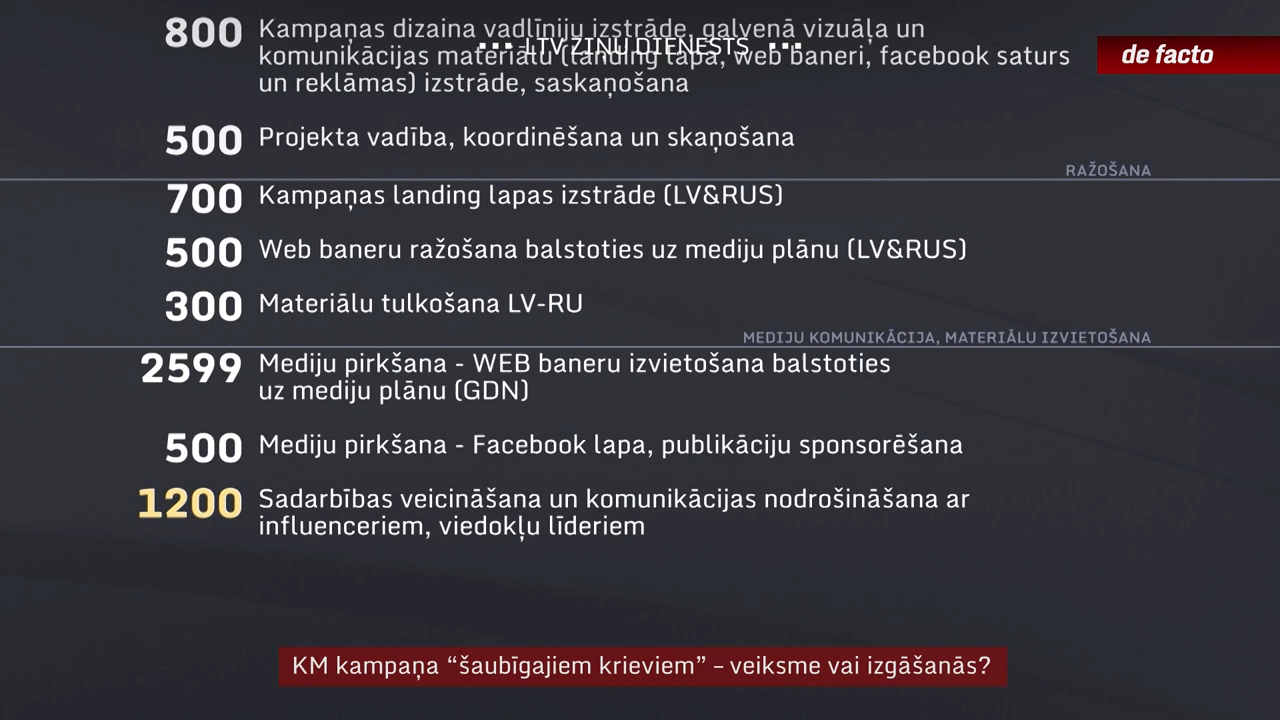 800 Kampaņas dizaina vadlīniju izstrāde, galvenā vizuāļa un
LTV ZIŅU DIENESTS
komunikācijas materiālu (landing lapa, web baneri, facebook saturs
un reklāmas) izstrāde, saskaņošana
de facto
500 Projekta vadība, koordinēšana un skaņošana
RAŽOŠANA
700 Kampaņas landing lapas izstrāde (LV&RUS)
500 Web baneru ražošana balstoties uz mediju plānu (LV&RUS)
300 Materiālu tulkošana LV-RU
MEDIJU KOMUNIKĀCIJA, MATERIĀLU IZVIETOŠANA
2599 Mediju pirkšana - WEB baneru izvietošana balstoties
uz mediju plānu (GDN)
500 Mediju pirkšana - Facebook lapa, publikāciju sponsorēšana
1200 Sadarbības veicināšana un komunikācijas nodrošināšana ar
influenceriem, viedokļu līderiem
KM kampaņa “šaubīgajiem krieviem” – veiksme vai izgāšanās?